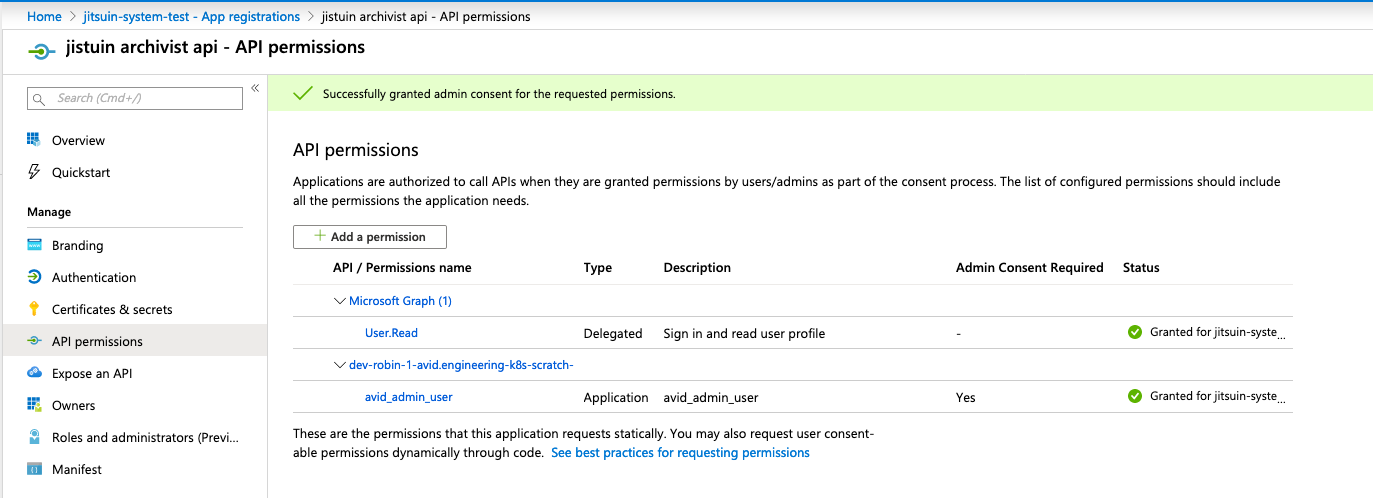 Home > jitsuin-system-test - App registrations > jistuin archivist api - API permissions
jistuin archivist api - API permissions
Search (Cmd+/)
«
Overview
Quickstart
Manage
Branding
Authentication
Certificates & secrets
API permissions
Expose an API
Owners
Roles and administrators (Previ...
Manifest
Successfully granted admin consent for the requested permissions.
API permissions
Applications are authorized to call APIs when they are granted permissions by users/admins as part of the consent process. The list of configured permissions should include
all the permissions the application needs.
+ Add a permission
API / Permissions name Type Description Admin Consent Required Status
Microsoft Graph (1)
User.Read Delegated Sign in and read user profile - Granted for jitsuin-syste...
dev-robin-1-avid.engineering-k8s-scratch-
avid_admin_user Application avid_admin_user Yes Granted for jitsuin-syste...
These are the permissions that this application requests statically. You may also request user consent-
able permissions dynamically through code. See best practices for requesting permissions